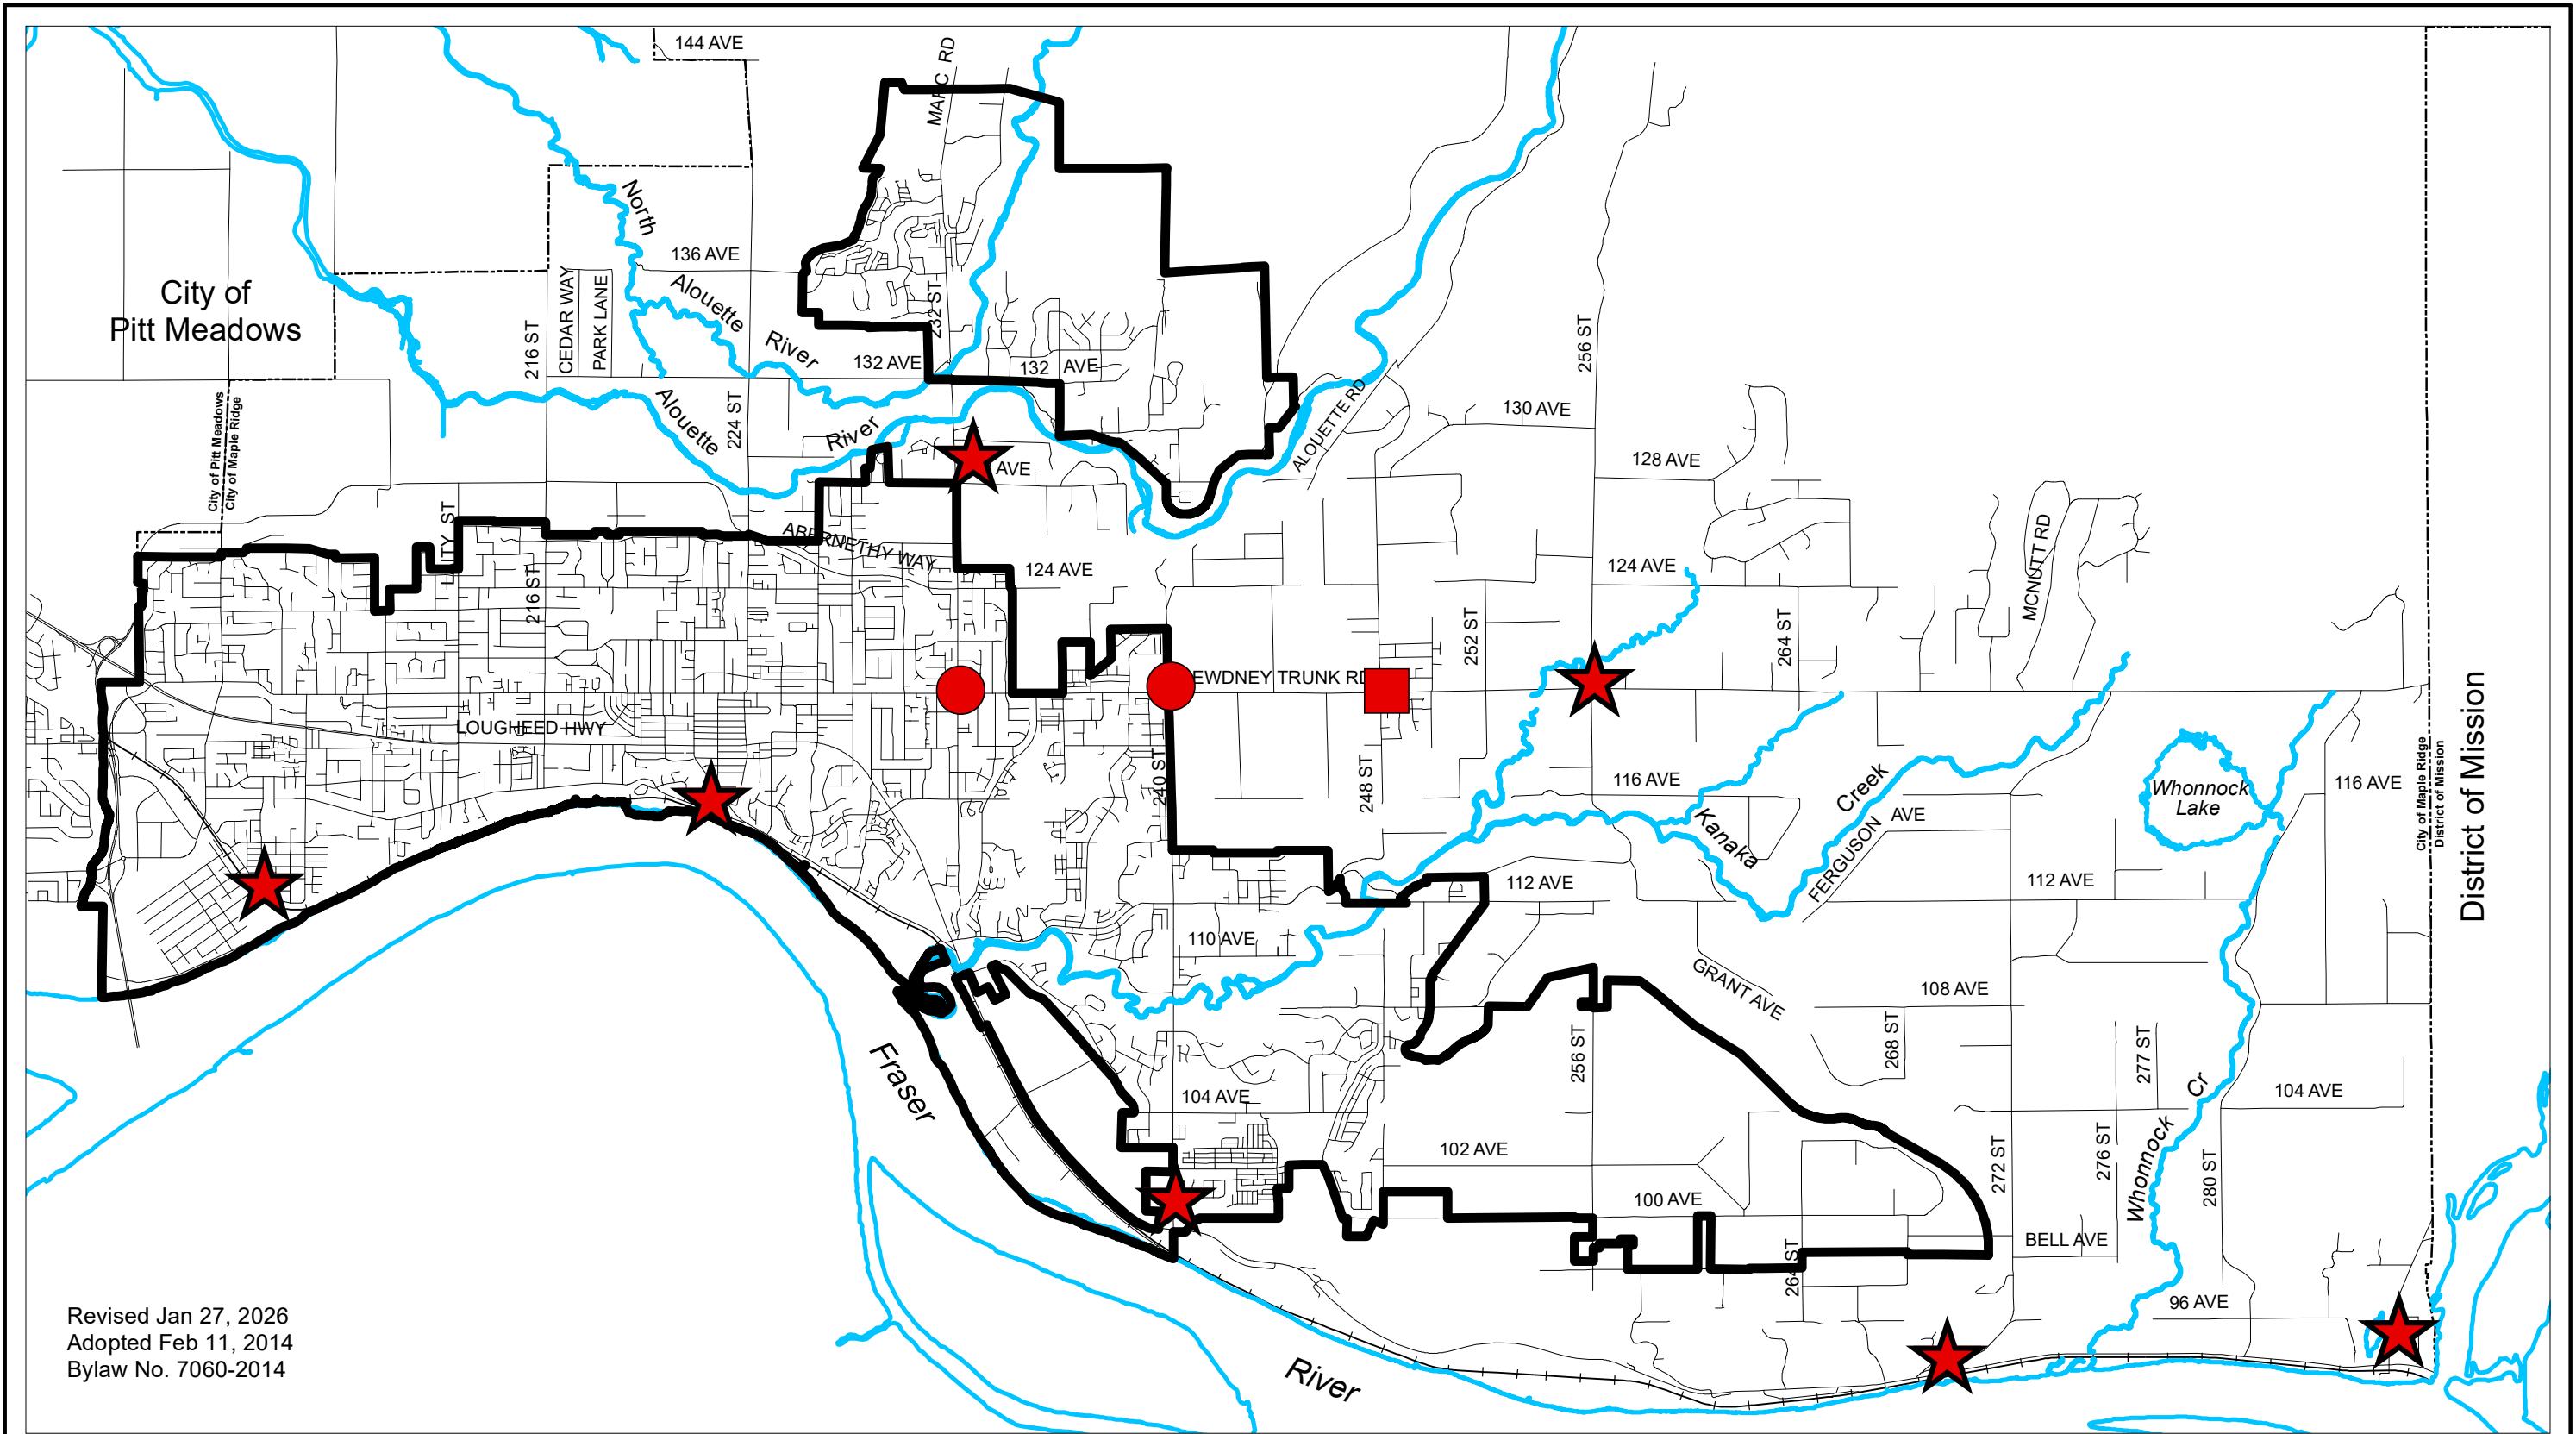 144 AVE
MARC RD
North
136 AVE
Alouette
River
City of
Pitt Meadows
216 ST
CEDAR WAY
PARK LANE
232 ST
132 AVE
132 AVE
256 ST
Alouette
224 ST
River
ALOUETTE RD
130 AVE
City of Pitt Meadows
City of Maple Ridge
AVE
128 AVE
LAITY ST
ABERNETHY WAY
124 AVE
124 AVE
216 ST
252 ST
264 ST
MCNUTT RD
EWDNEY TRUNK RD
LOUGHEED HWY
240 ST
248 ST
116 AVE
Kanaka
Creek
FERGUSON AVE
Whonnock
Lake
116 AVE
City of Maple Ridge
District of Mission
District of Mission
112 AVE
112 AVE
110 AVE
GRANT AVE
108 AVE
256 ST
268 ST
277 ST
Fraser
104 AVE
104 AVE
102 AVE
272 ST
276 ST
Whonnock Cr
280 ST
100 AVE
BELL AVE
264 ST
96 AVE
River
Revised Jan 27, 2026
Adopted Feb 11, 2014
Bylaw No. 7060-2014